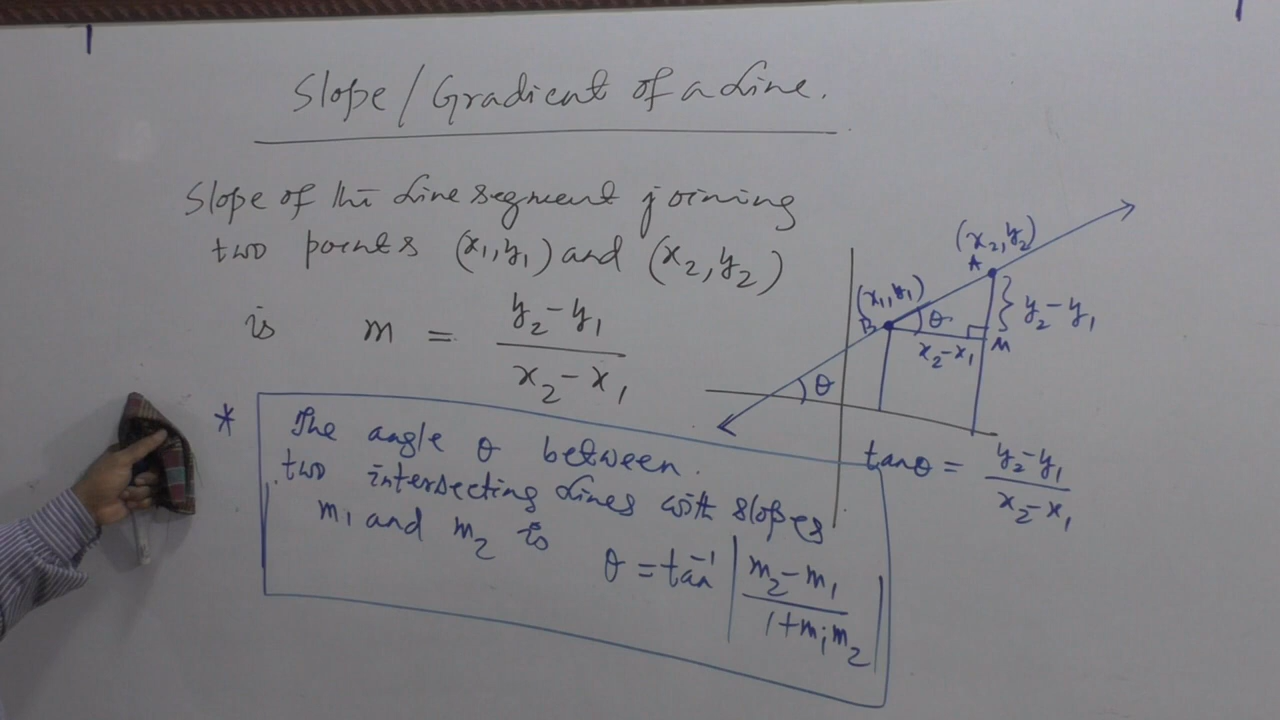 Slope/Gradient of a Line.
Slope of the Line segment joining
two points (x₁,y₁) and (x₂,y₂)
is m = (y₂-y₁)/(x₂-x₁)
* The angle θ between
two intersecting Lines with slopes
m₁ and m₂ is
θ = tan⁻¹ |(m₂-m₁)/(1+m₁m₂)|
(x₂,y₂)
A
(x₁,y₁)
B
θ
y₂-y₁
x₂-x₁
M
θ
tanθ = (y₂-y₁)/(x₂-x₁)